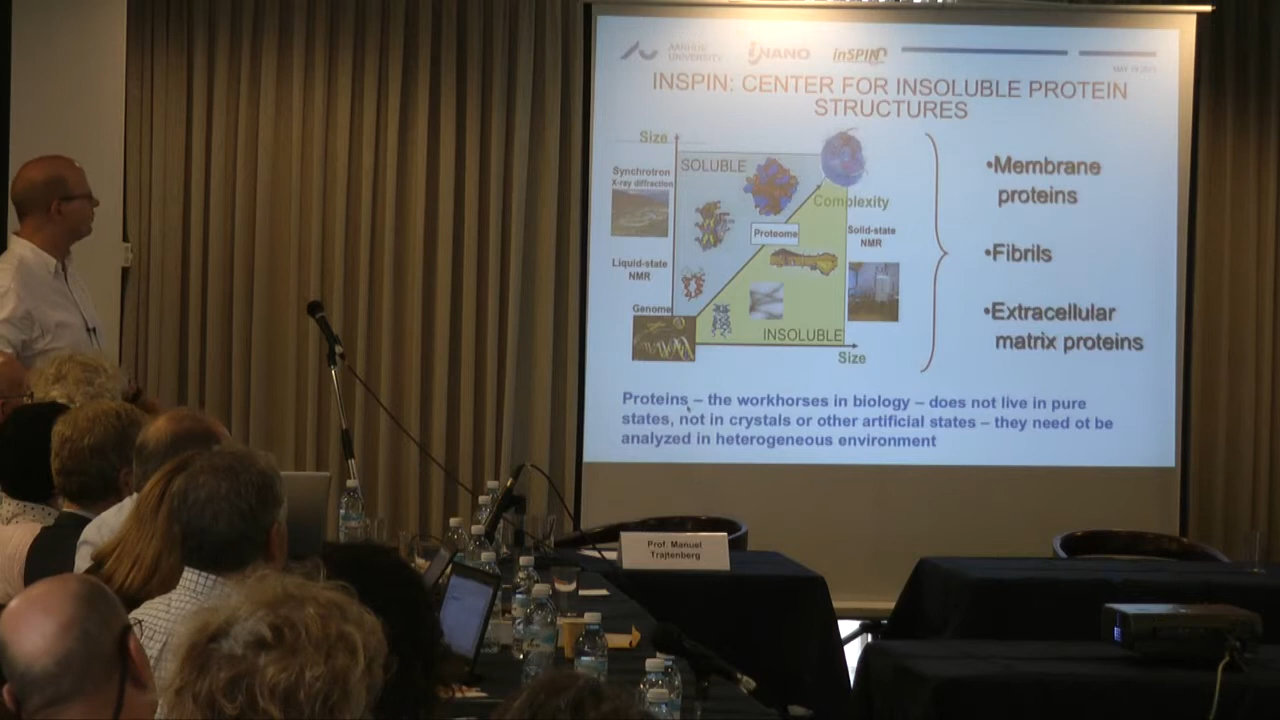 AARHUS
UNIVERSITY
iNANO
inSPIN
INSPIN: CENTER FOR INSOLUBLE PROTEIN
STRUCTURES
Size
SOLUBLE
Synchrotron
X-ray diffraction
Complexity
Proteome
Solid-state
NMR
Liquid-state
NMR
Genome
INSOLUBLE
Size
•Membrane
proteins
•Fibrils
•Extracellular
matrix proteins
Proteins – the workhorses in biology – does not live in pure
states, not in crystals or other artificial states – they need ot be
analyzed in heterogeneous environment
Prof. Manuel
Trajtenberg